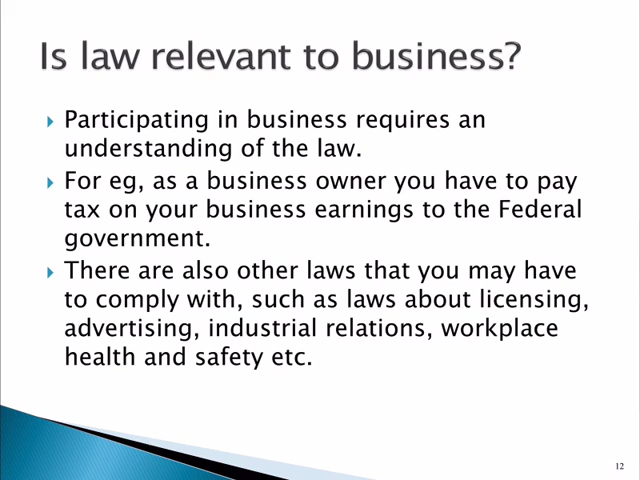 Is law relevant to business?
Participating in business requires an
understanding of the law.
For eg, as a business owner you have to pay
tax on your business earnings to the Federal
government.
There are also other laws that you may have
to comply with, such as laws about licensing,
advertising, industrial relations, workplace
health and safety etc.
12